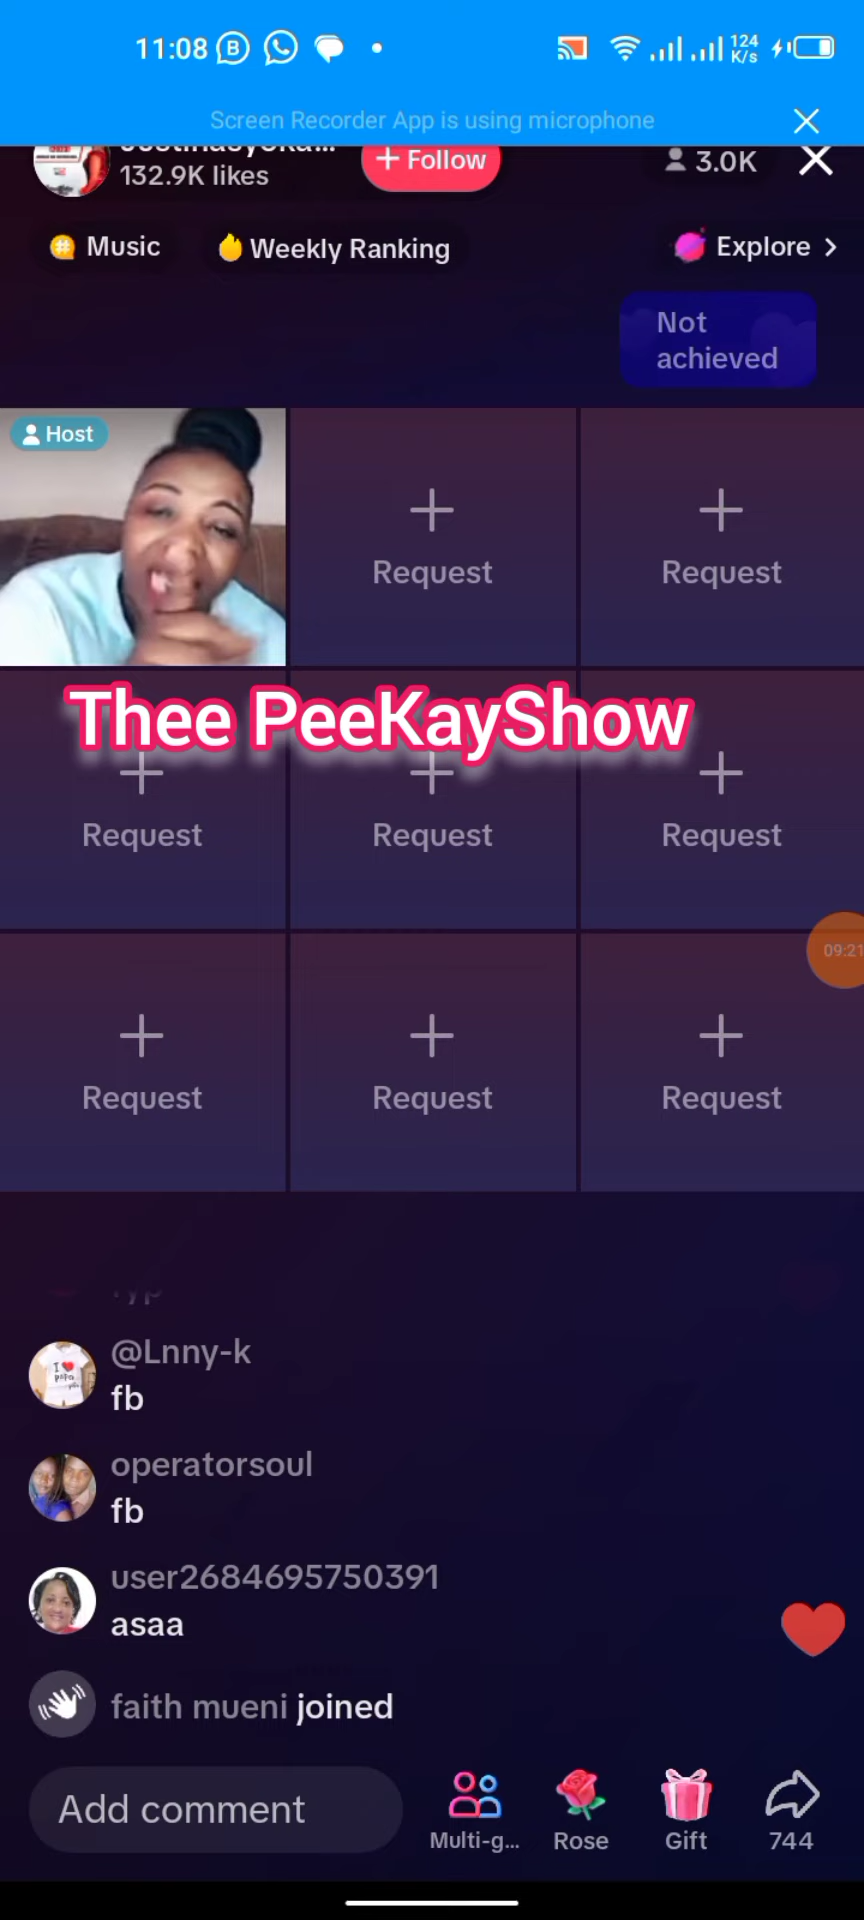 11:08
124
K/s
Screen Recorder App is using microphone
132.9K likes
+ Follow
3.0K
Music
Weekly Ranking
Explore >
Not
achieved
Host
Request
Request
Thee PeeKayShow
Request
Request
Request
09:21
Request
Request
Request
@Lnny-k
fb
operatorsoul
fb
user2684695750391
asaa
faith mueni joined
Add comment
Multi-g...
Rose
Gift
744